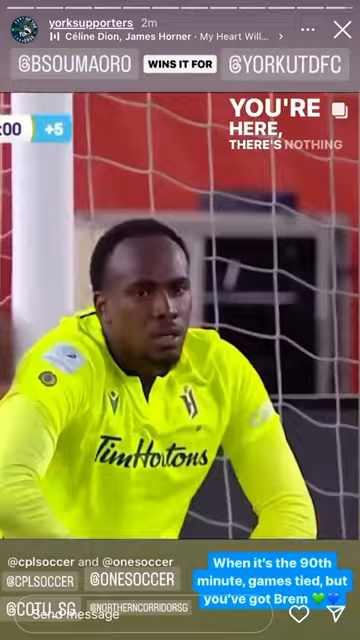 yorksupporters 2m
Céline Dion, James Horner · My Heart Will...
@BSOUMAORO WINS IT FOR @YORKUTDFC
:00 +5
YOU'RE
HERE,
THERE'S NOTHING
Tim Hortons
@cplsoccer and @onesoccer
@CPLSOCCER @ONESOCCER
@COTU_SG @NORTHERNCORRIDORSG
When it's the 90th
minute, games tied, but
you've got Brem 💚💙
Send message